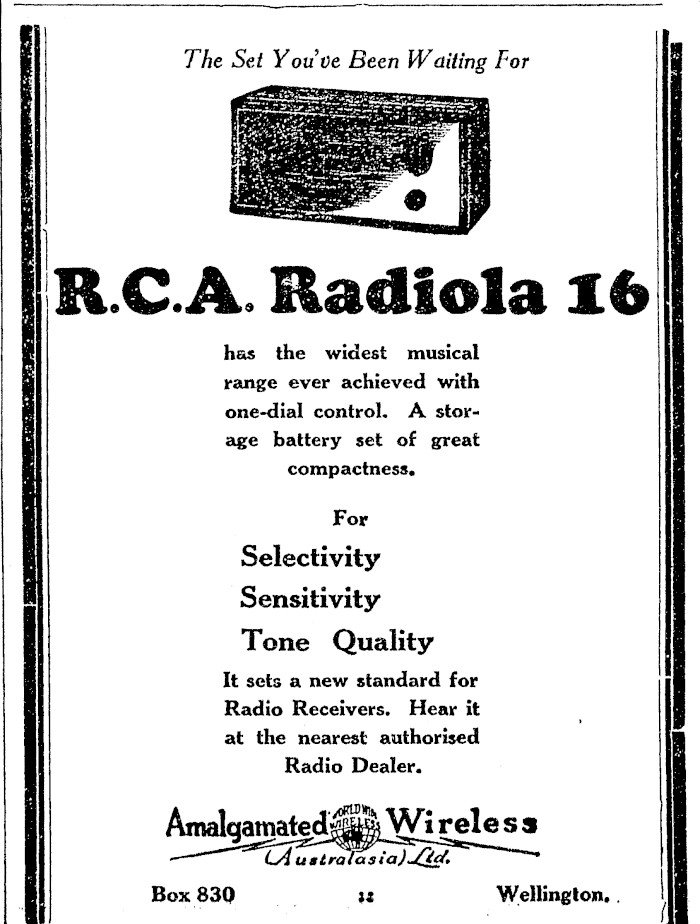 The Set You've Been Waiting For
R.C.A. Radiola 16
has the widest musical
range ever achieved with
one-dial control. A stor-
age battery set of great
compactness.
For
Selectivity
Sensitivity
Tone Quality
It sets a new standard for
Radio Receivers. Hear it
at the nearest authorised
Radio Dealer.
Amalgamated WORLD WIDE WIRELESS Wireless
(Australasia) Ltd.
Box 830 :: Wellington.